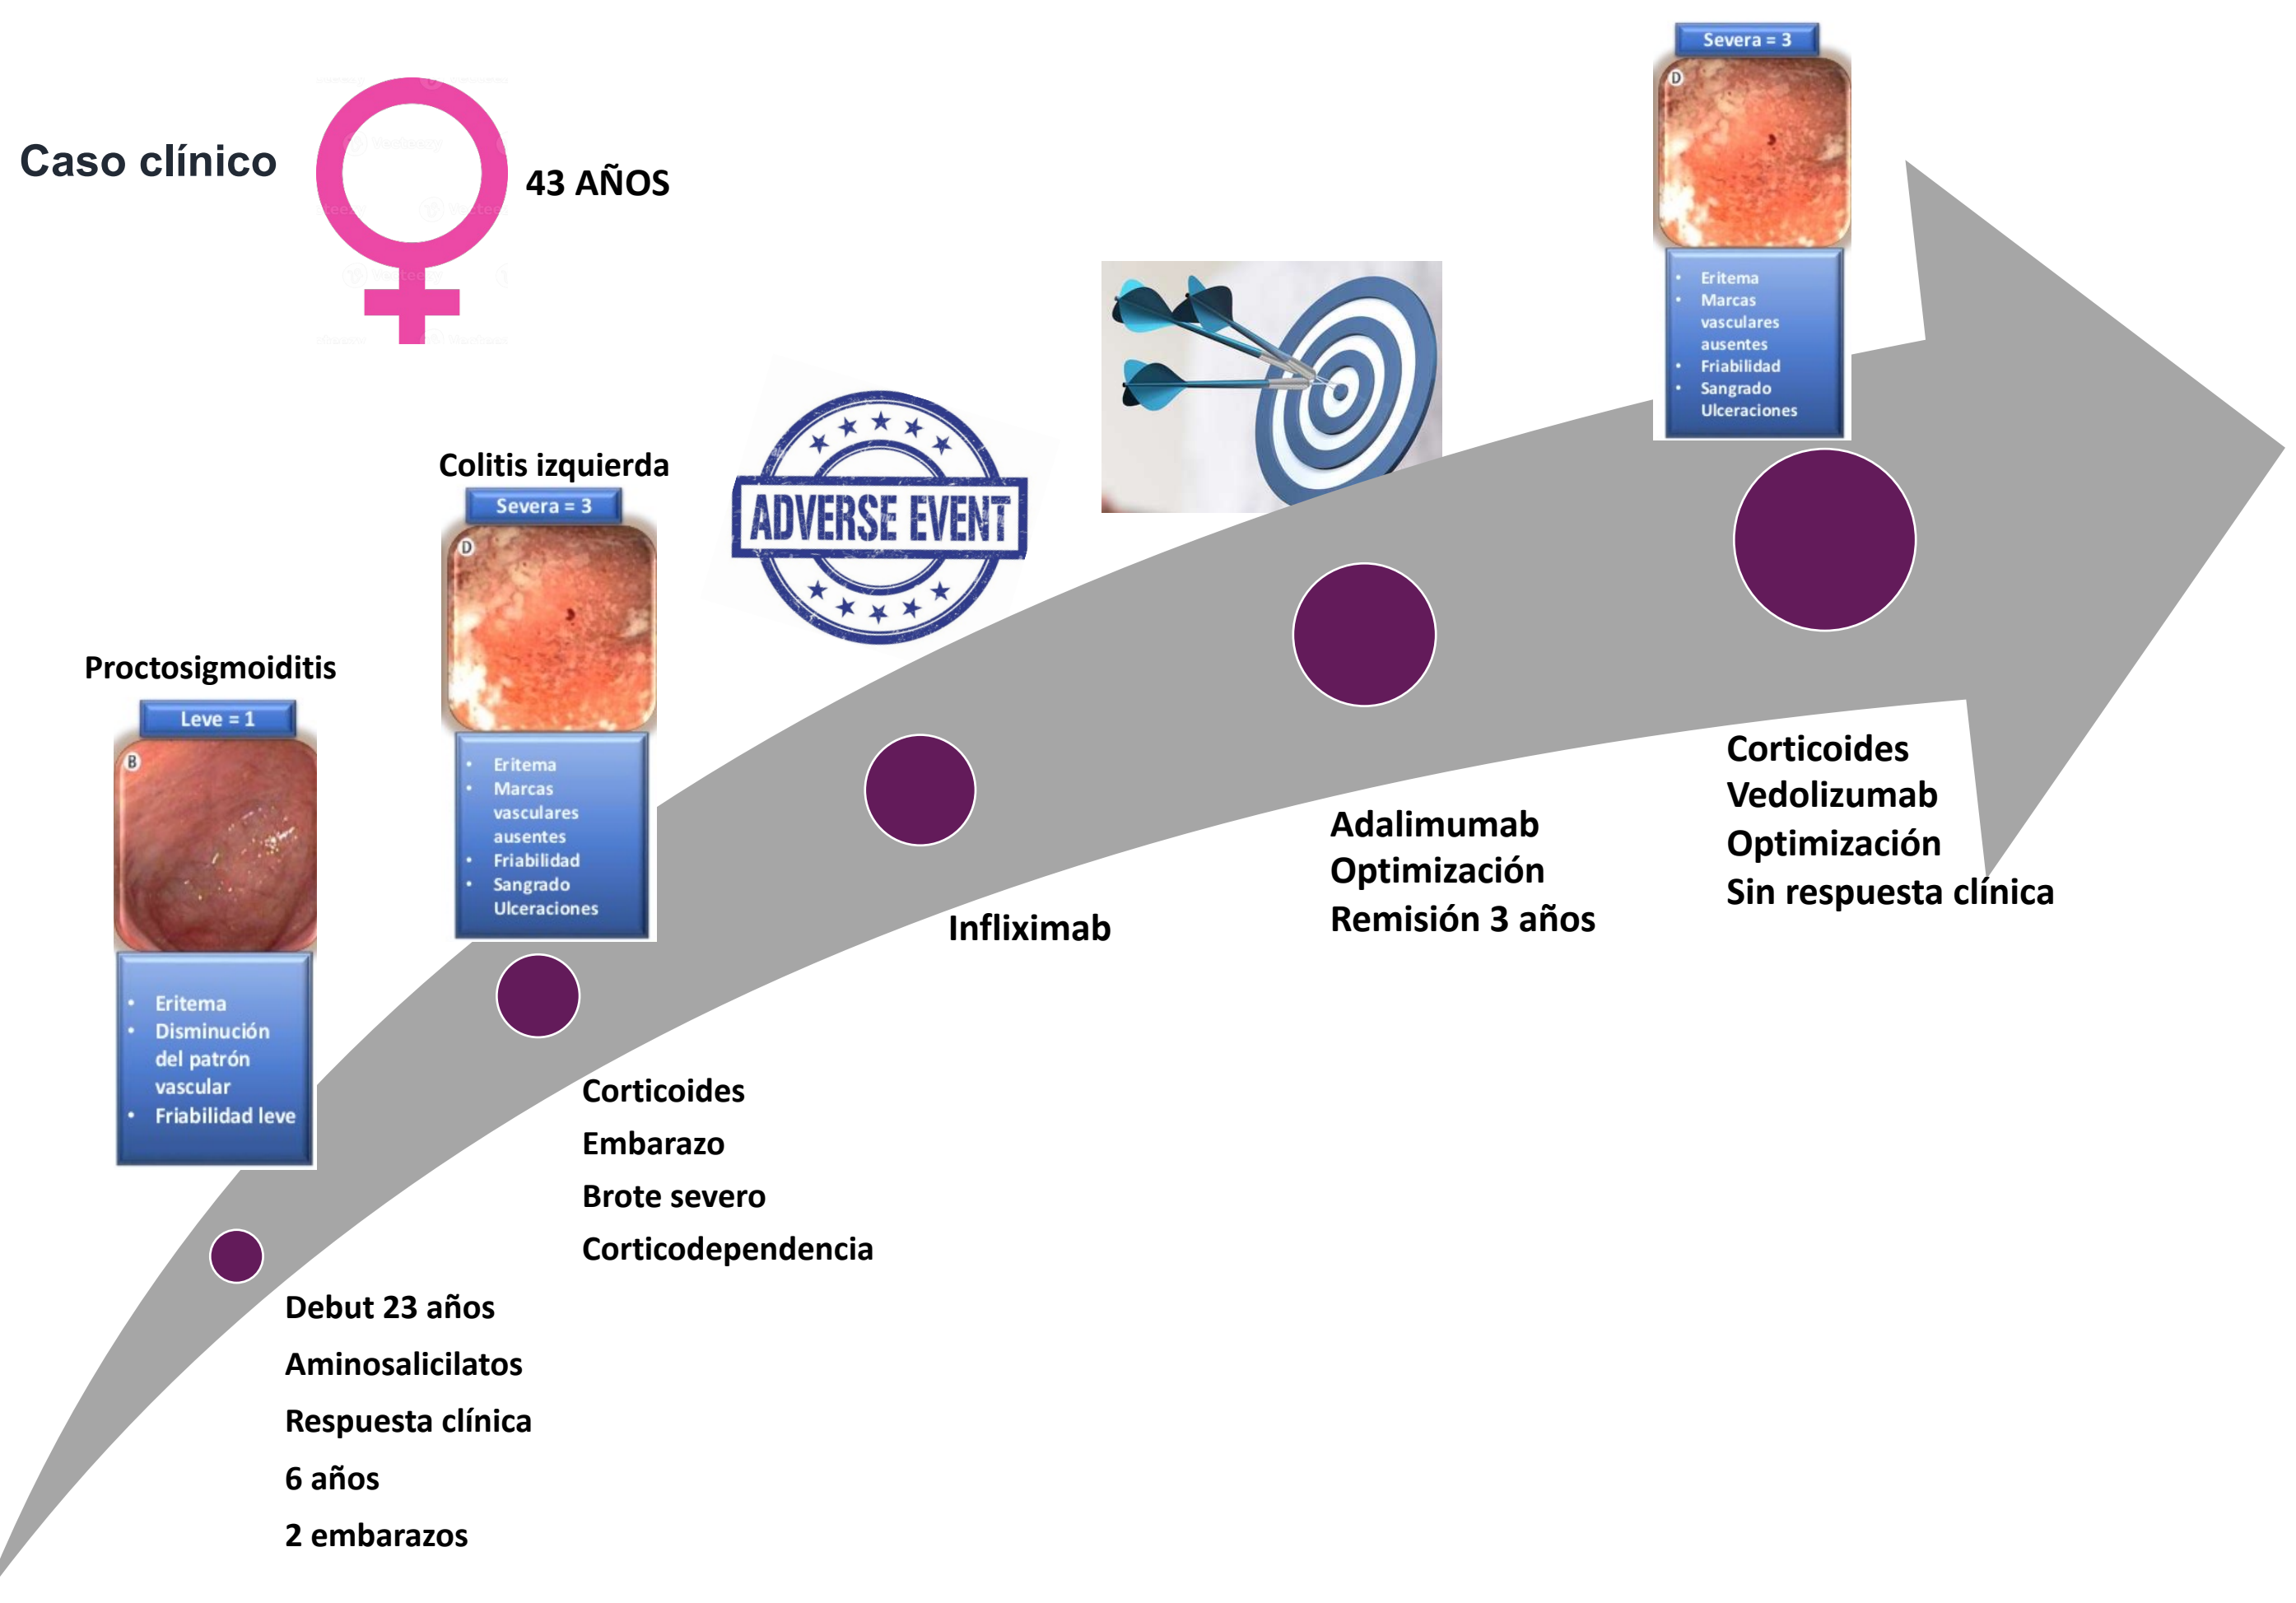 Caso clínico
43 AÑOS
Proctosigmoiditis
Leve = 1
B
• Eritema
• Disminución
del patrón
vascular
• Friabilidad leve
Debut 23 años
Aminosalicilatos
Respuesta clínica
6 años
2 embarazos
Colitis izquierda
Severa = 3
D
• Eritema
• Marcas
vasculares
ausentes
• Friabilidad
• Sangrado
Ulceraciones
Corticoides
Embarazo
Brote severo
Corticodependencia
ADVERSE EVENT
Infliximab
Adalimumab
Optimización
Remisión 3 años
Severa = 3
D
• Eritema
• Marcas
vasculares
ausentes
• Friabilidad
• Sangrado
Ulceraciones
Corticoides
Vedolizumab
Optimización
Sin respuesta clínica